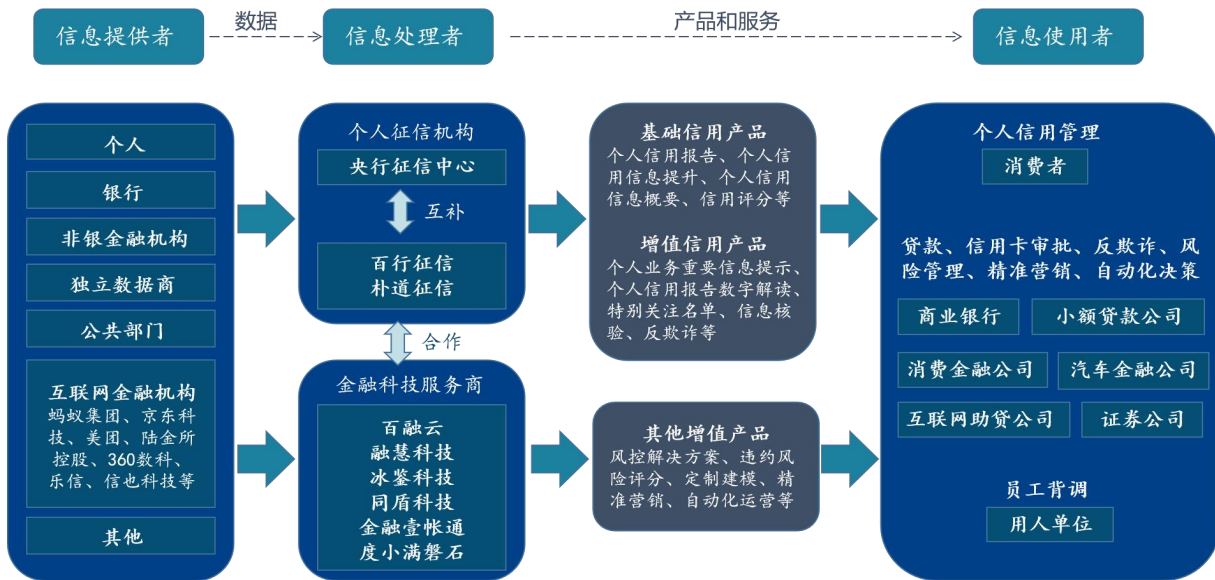 信息提供者
数据
信息处理者
产品和服务
信息使用者
个人
银行
非银金融机构
独立数据商
公共部门
互联网金融机构
蚂蚁集团、京东科
技、美团、陆金所
控股、360数科、
乐信、信也科技等
其他
个人征信机构
央行征信中心
互补
百行征信
朴道征信
合作
金融科技服务商
百融云
融慧科技
冰鉴科技
同盾科技
金融壹帐通
度小满磐石
基础信用产品
个人信用报告、个人信
用信息提升、个人信用
信息概要、信用评分等
增值信用产品
个人业务重要信息提示、
个人信用报告数字解读、
特别关注名单、信息核
验、反欺诈等
其他增值产品
风控解决方案、违约风
险评分、定制建模、精
准营销、自动化运营等
个人信用管理
消费者
贷款、信用卡审批、反欺诈、风
险管理、精准营销、自动化决策
商业银行
小额贷款公司
消费金融公司
汽车金融公司
互联网助贷公司
证券公司
员工背调
用人单位